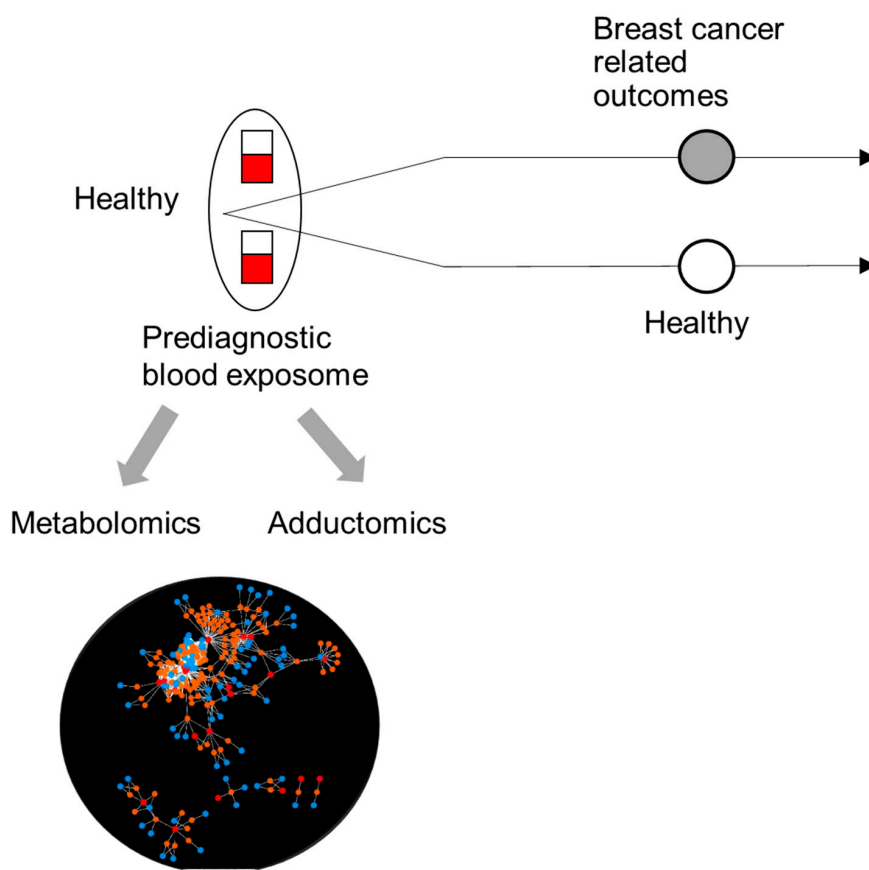 Breast cancer
related
outcomes
Healthy
Healthy
Prediagnostic
blood exposome
Metabolomics
Adductomics